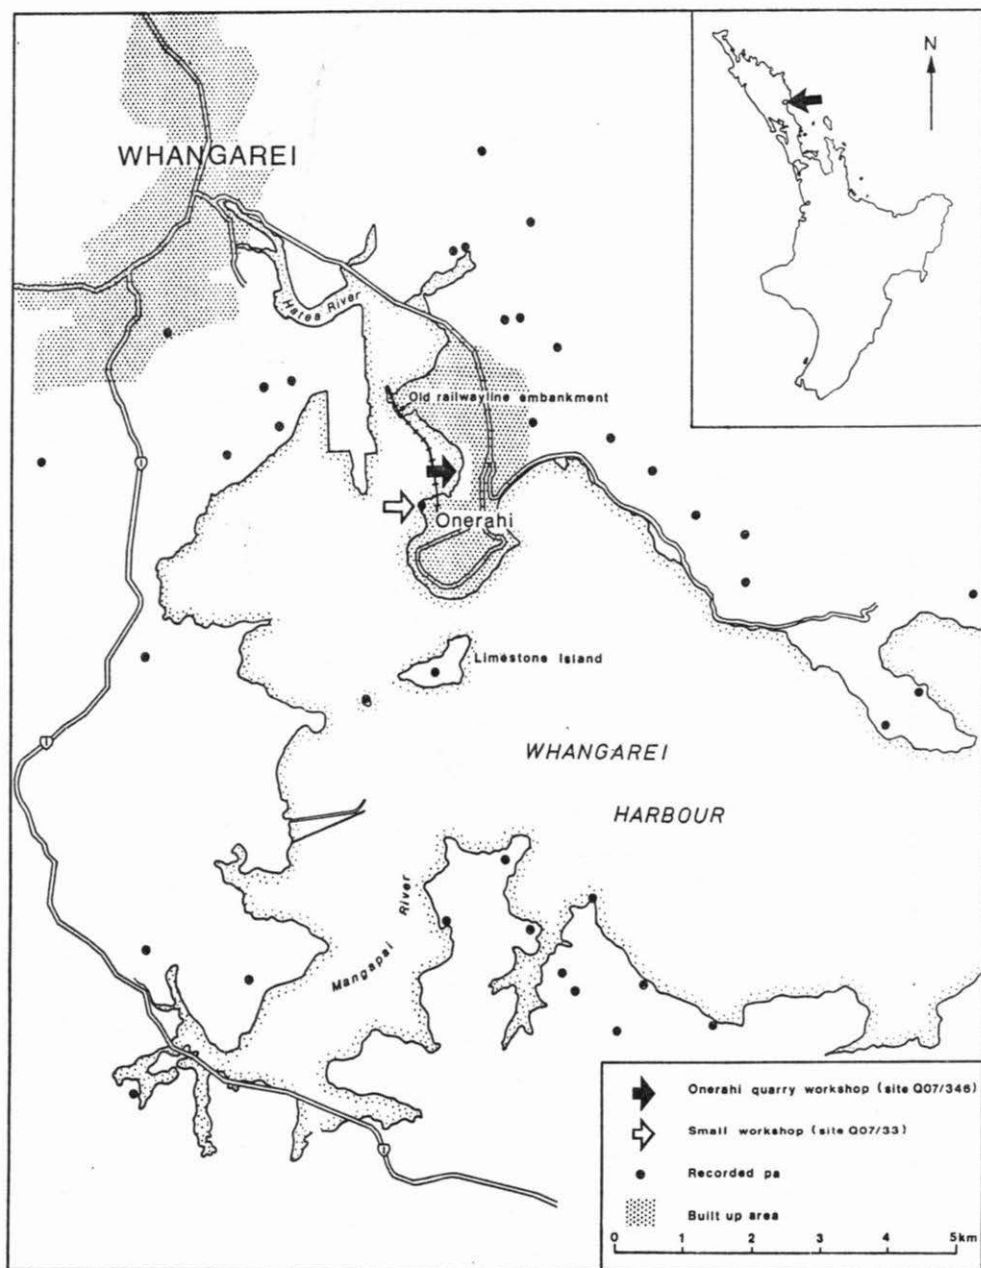 N
WHANGAREI
Hatea River
Old railwayline embankment
1
Onerahi
Limestone Island
1
WHANGAREI
HARBOUR
Mangapai River
1
Onerahi quarry workshop (site Q07/346)
Small workshop (site Q07/33)
Recorded pa
Built up area
0 1 2 3 4 5km